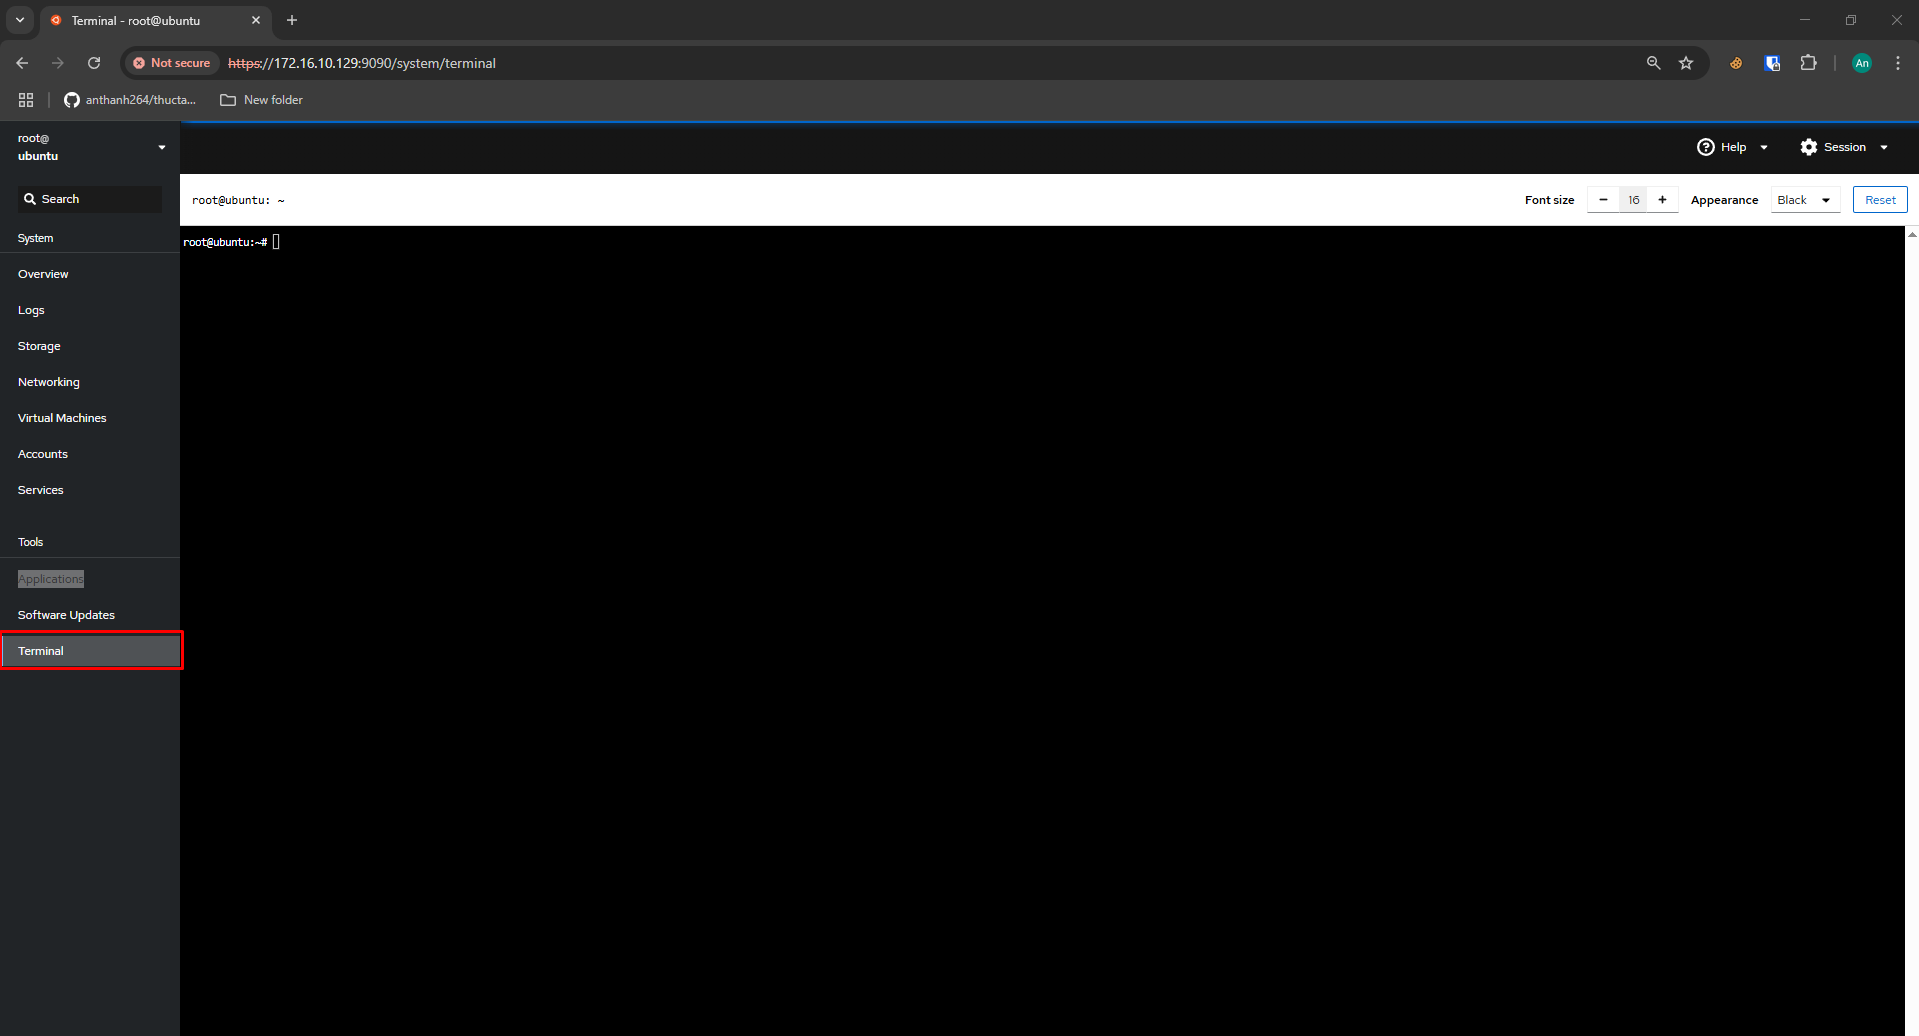 Terminal - root@ubuntu
Not secure https://172.16.10.129:9090/system/terminal
An
anthanh264/thucta...
New folder
root@
ubuntu
Help
Session
Search
root@ubuntu: ~
Font size
16
Appearance
Black
Reset
System
root@ubuntu:~#
Overview
Logs
Storage
Networking
Virtual Machines
Accounts
Services
Tools
Applications
Software Updates
Terminal